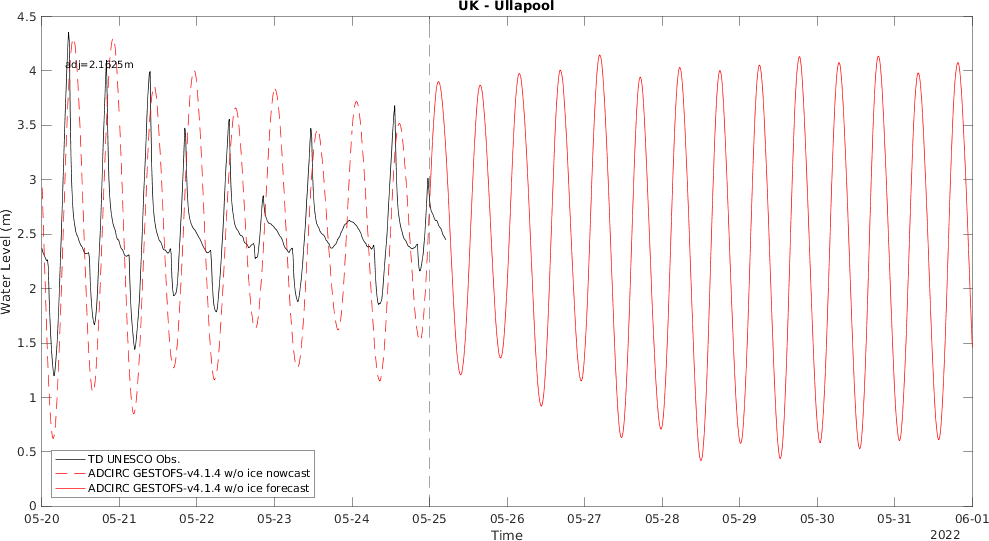 UK - Ullapool
4.5
4
3.5
3
2.5
2
1.5
1
0.5
0
Water Level (m)
adj=2.1625m
TD UNESCO Obs.
ADCIRC GESTOFS-v4.1.4 w/o ice nowcast
ADCIRC GESTOFS-v4.1.4 w/o ice forecast
05-20 05-21 05-22 05-23 05-24 05-25 05-26 05-27 05-28 05-29 05-30 05-31 06-01
Time
2022